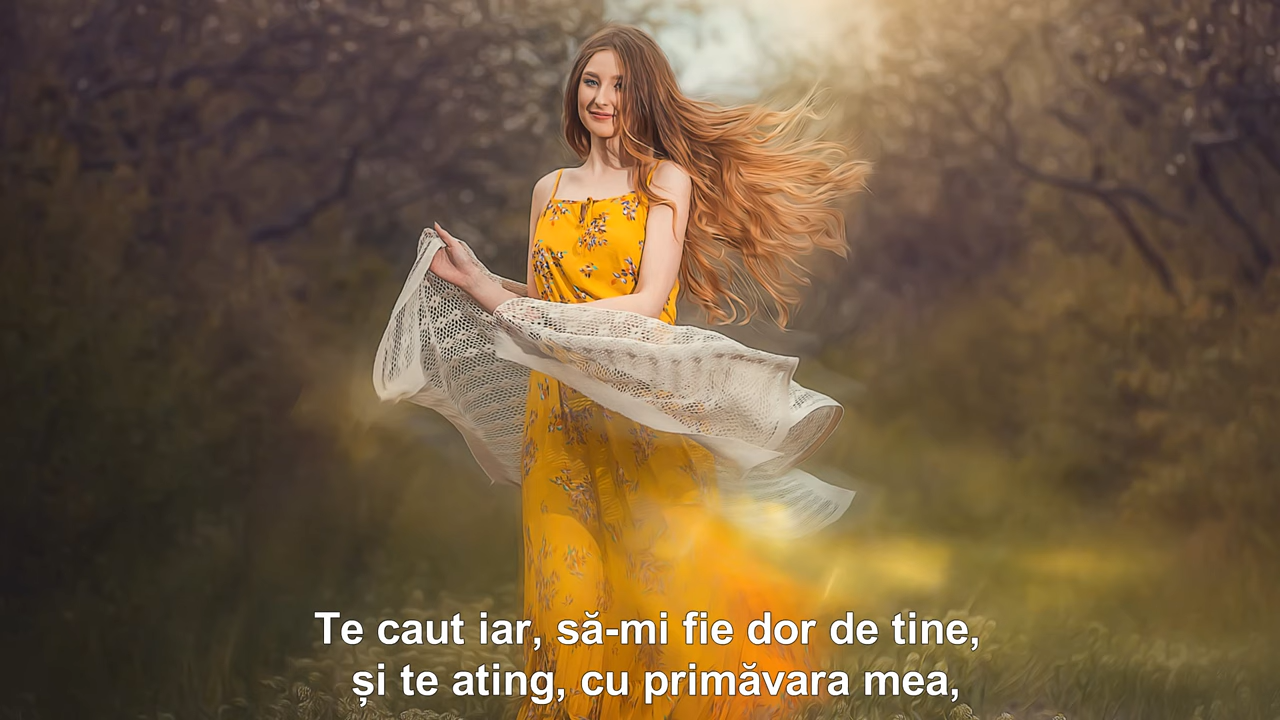 Te caut iar, să-mi fie dor de tine,
și te ating, cu primăvara mea,